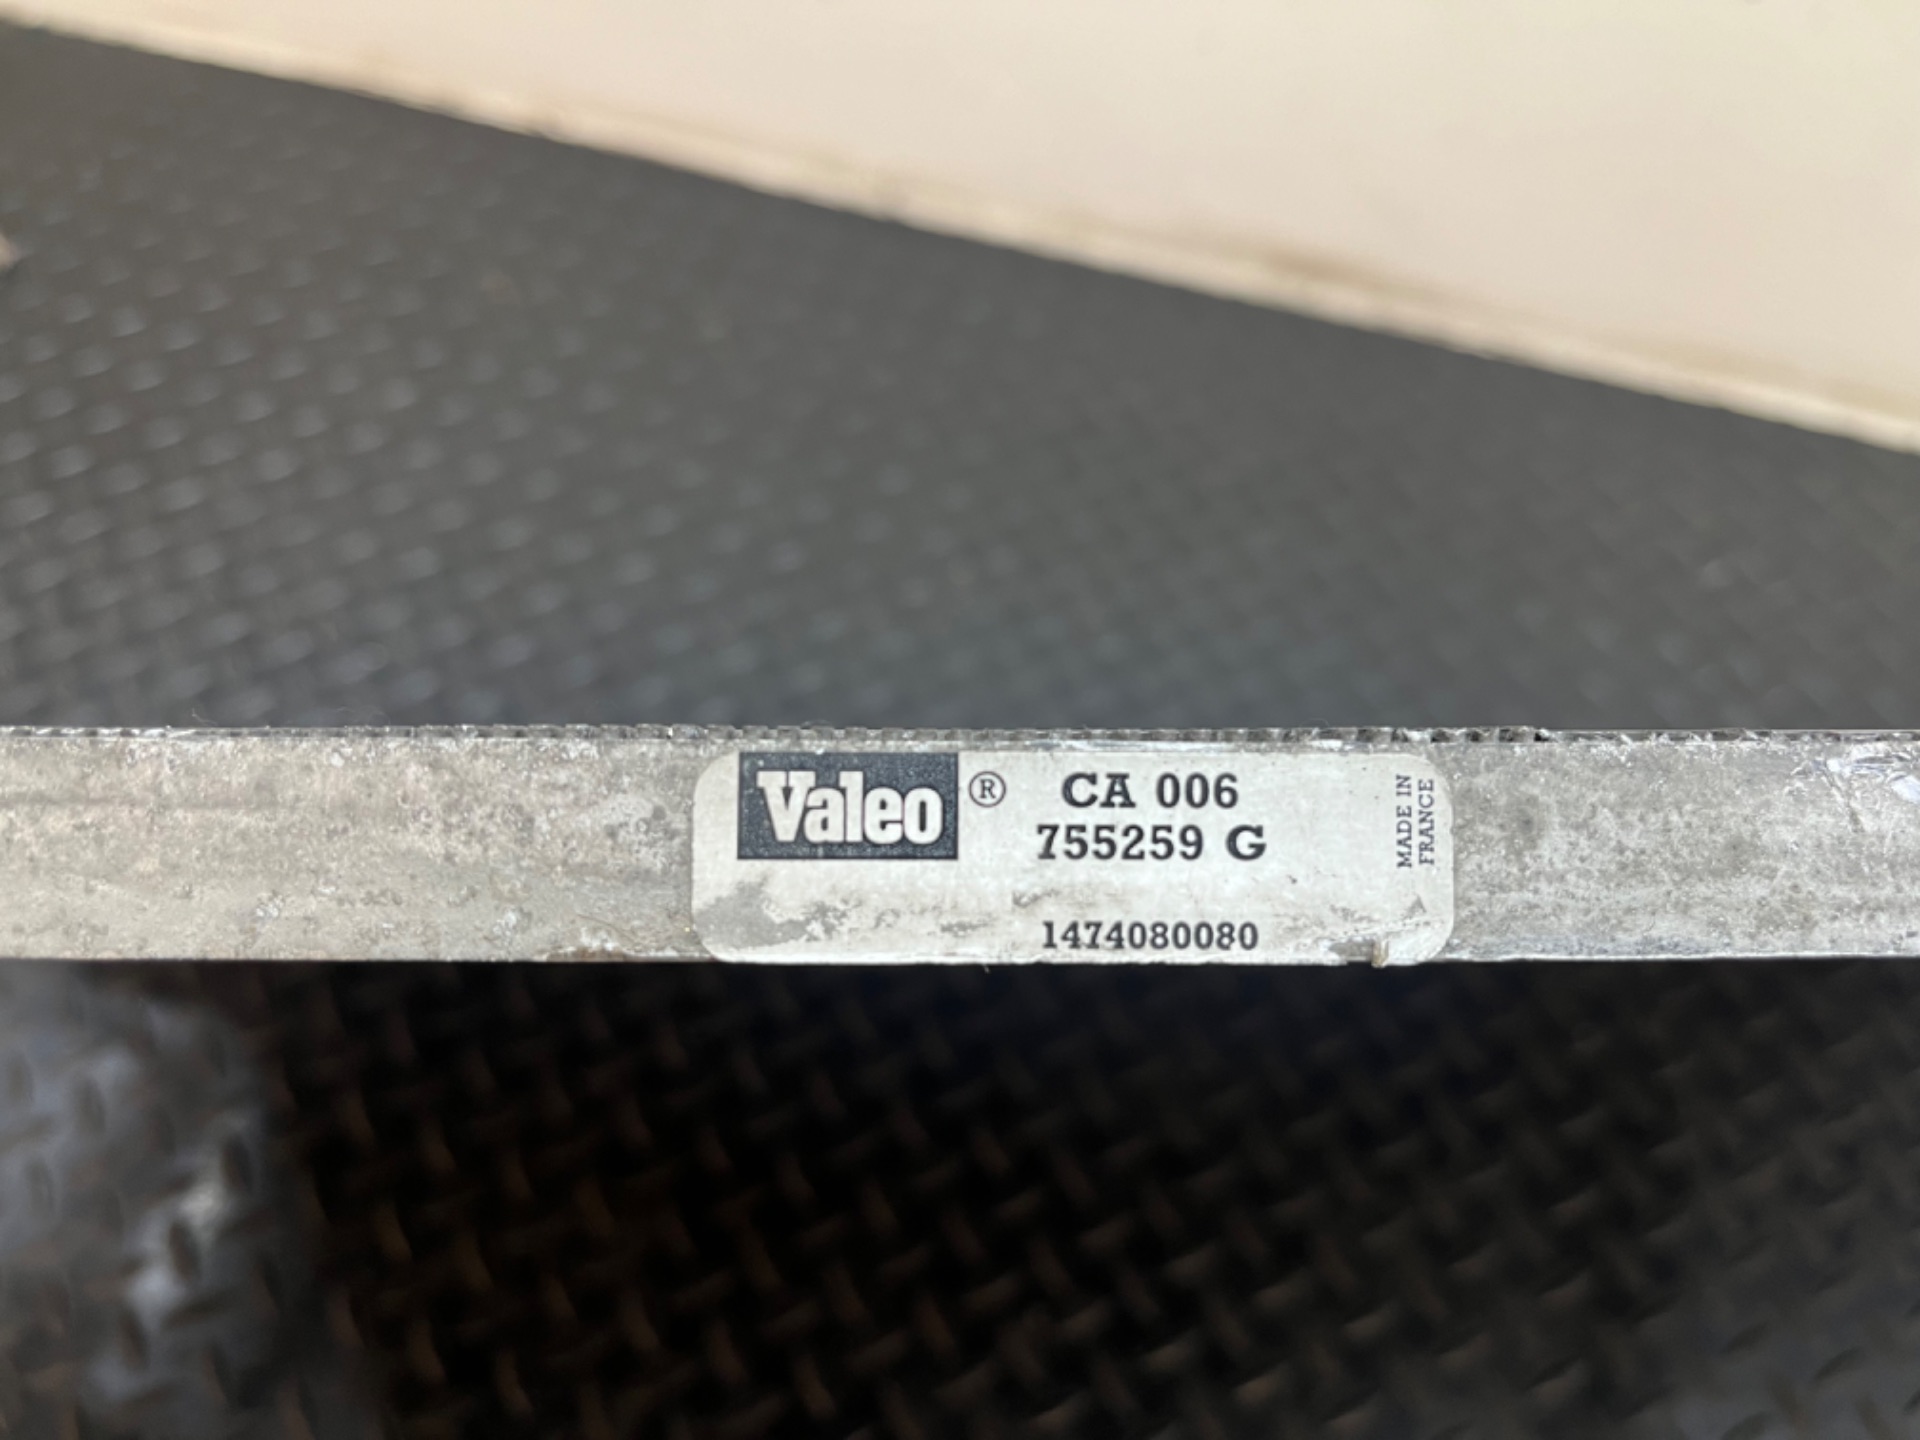 Valeo ® CA 006
755259 G
1474080080
MADE IN
FRANCE